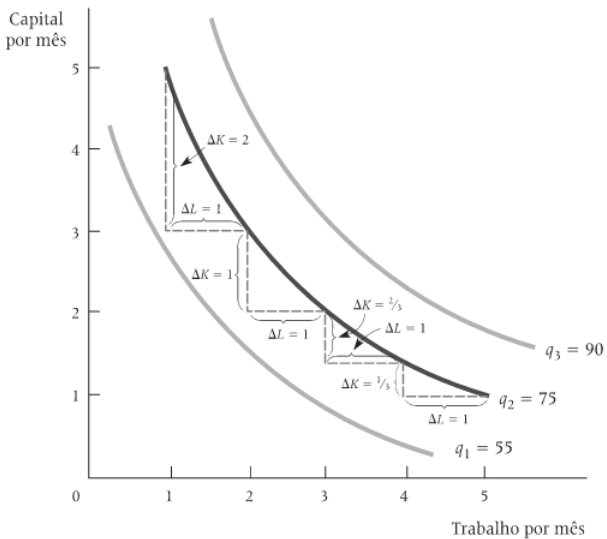 Capital
por mês
5
4
ΔK = 2
ΔL = 1
3
ΔK = 1
2
ΔK = ²/₃
ΔL = 1
ΔL = 1
q₃ = 90
ΔK = ¹/₃
1
q₂ = 75
ΔL = 1
q₁ = 55
0
1
2
3
4
5
Trabalho por mês